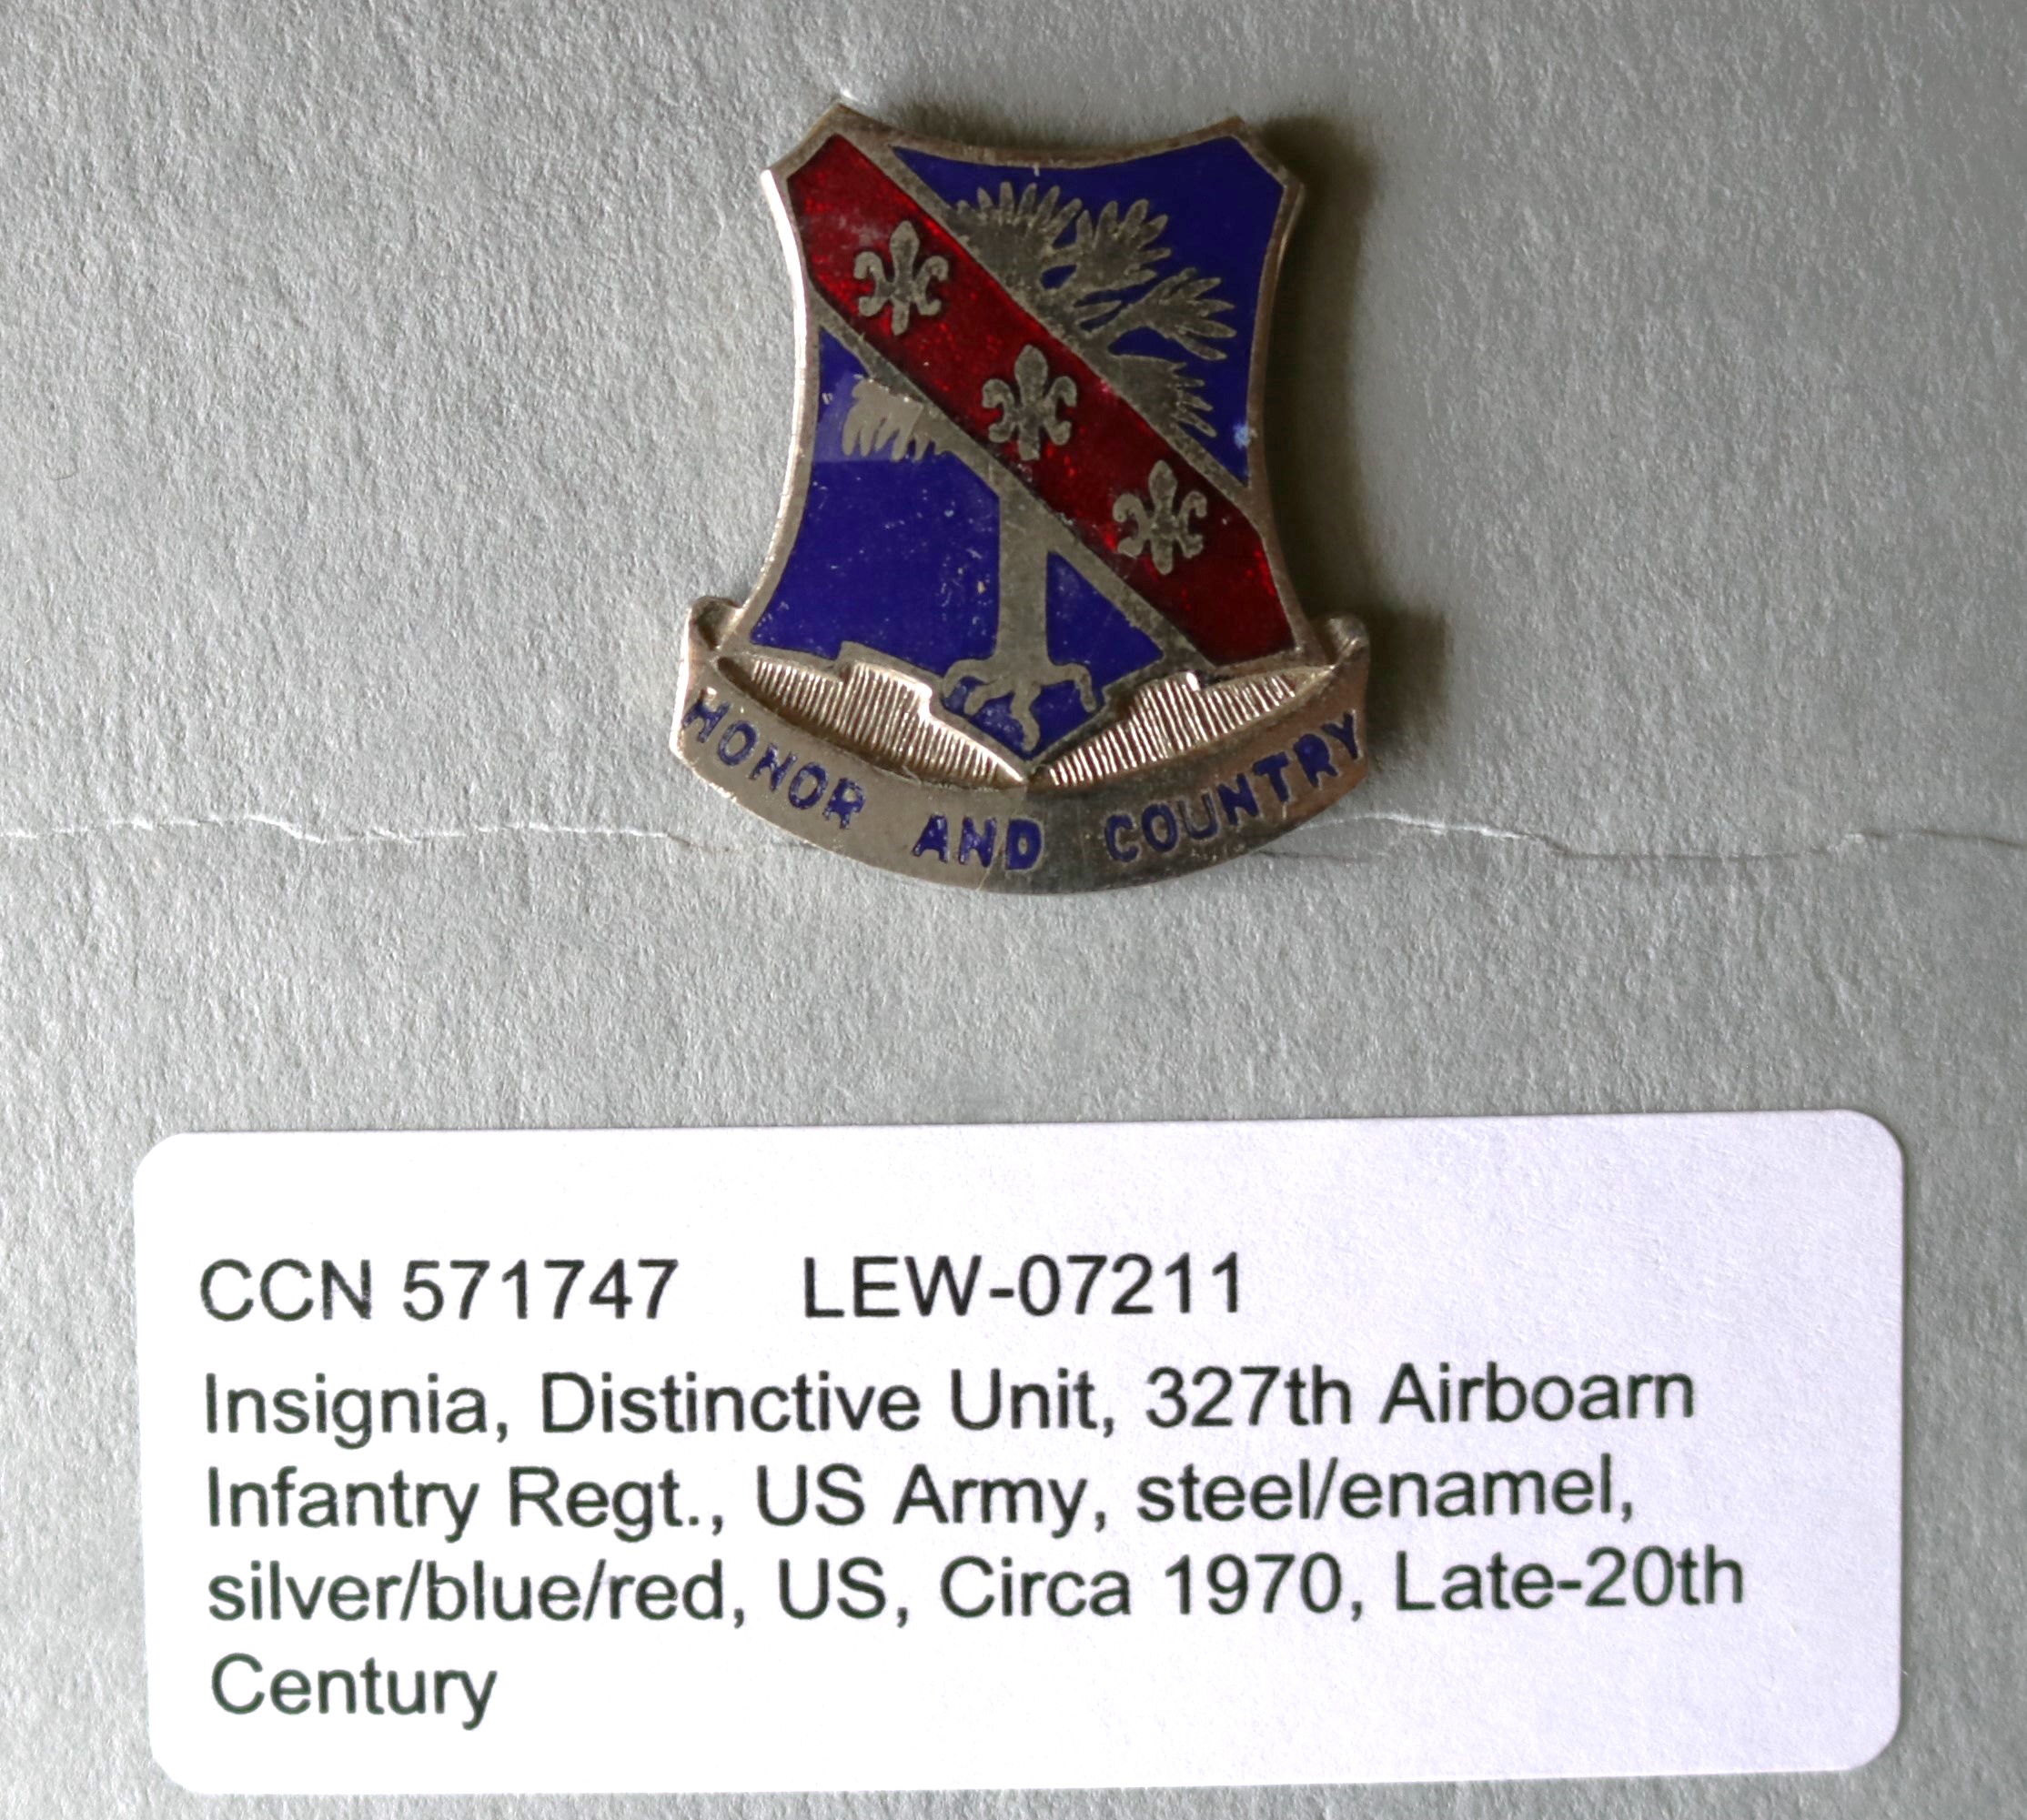 HONOR AND COUNTRY
CCN 571747 LEW-07211
Insignia, Distinctive Unit, 327th Airboarn
Infantry Regt., US Army, steel/enamel,
silver/blue/red, US, Circa 1970, Late-20th
Century